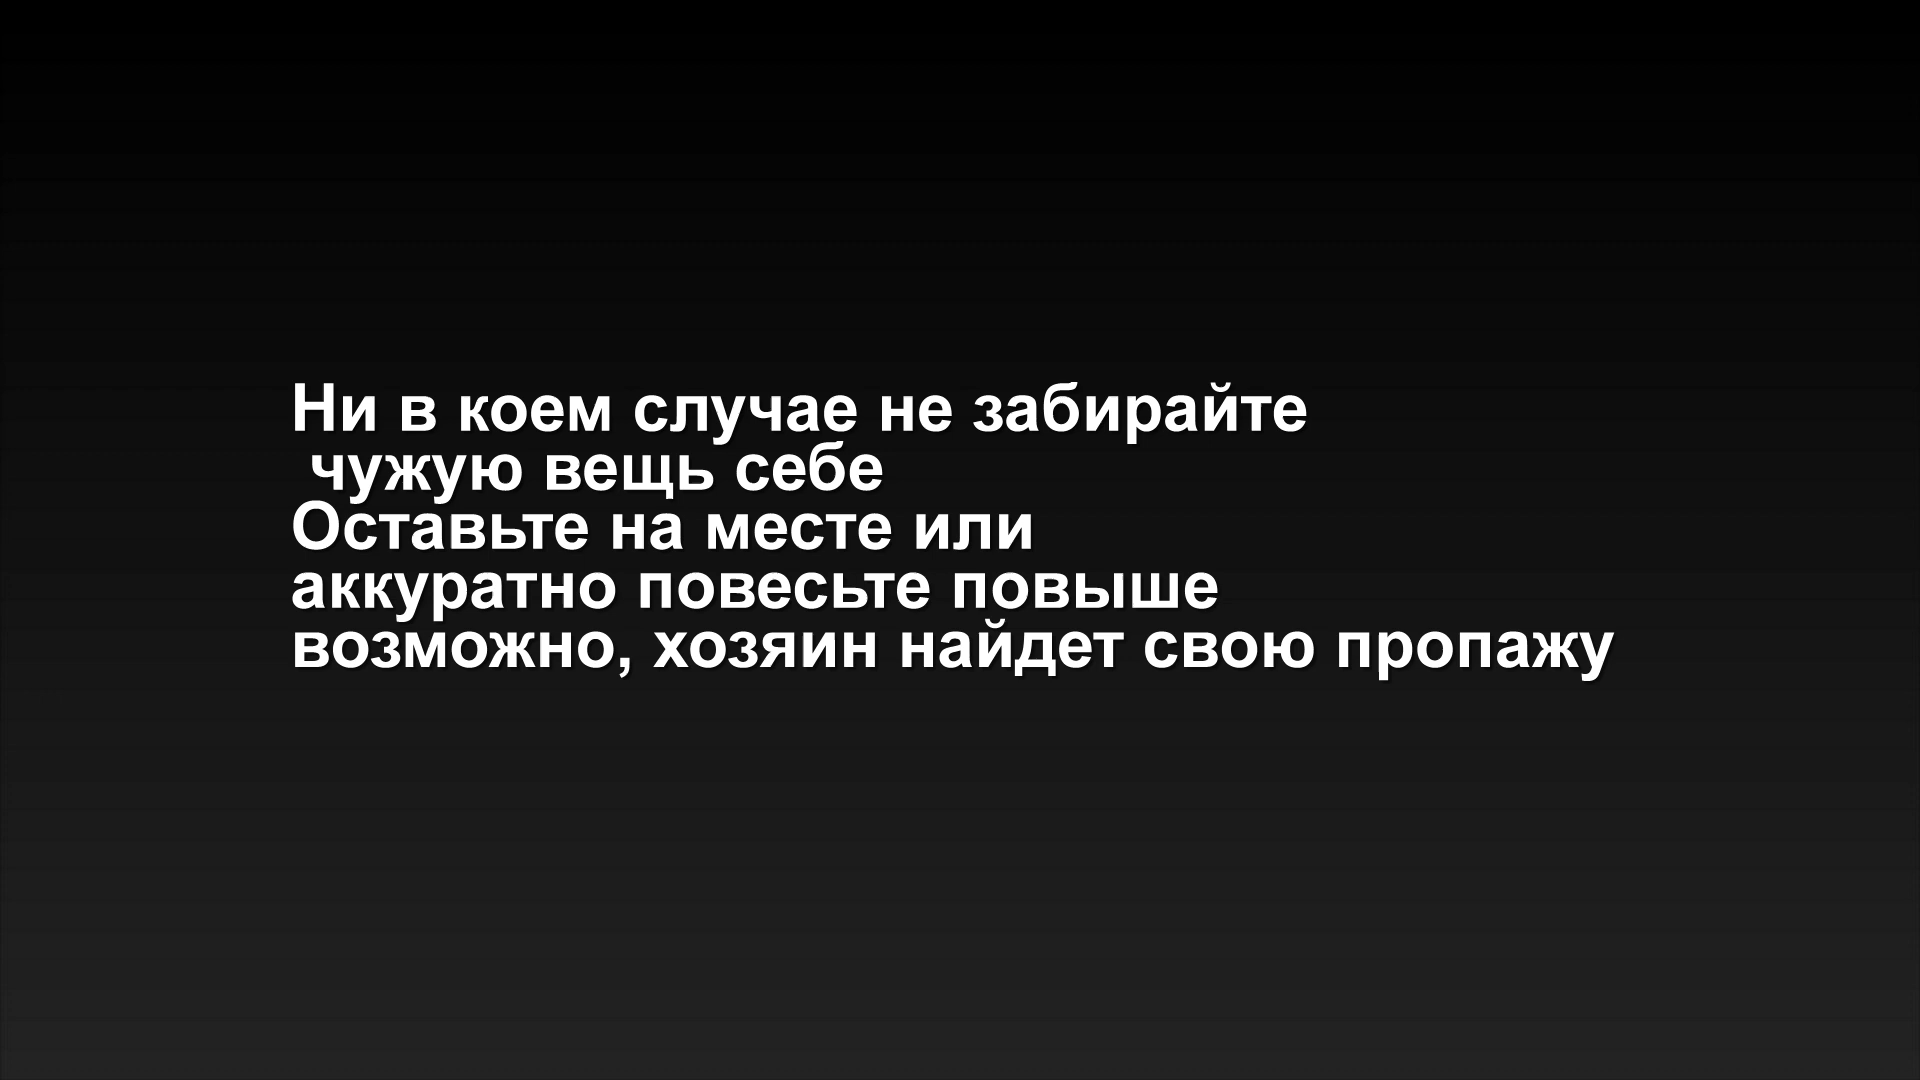 Ни в коем случае не забирайте
чужую вещь себе
Оставьте на месте или
аккуратно повесьте повыше
возможно, хозяин найдет свою пропажу